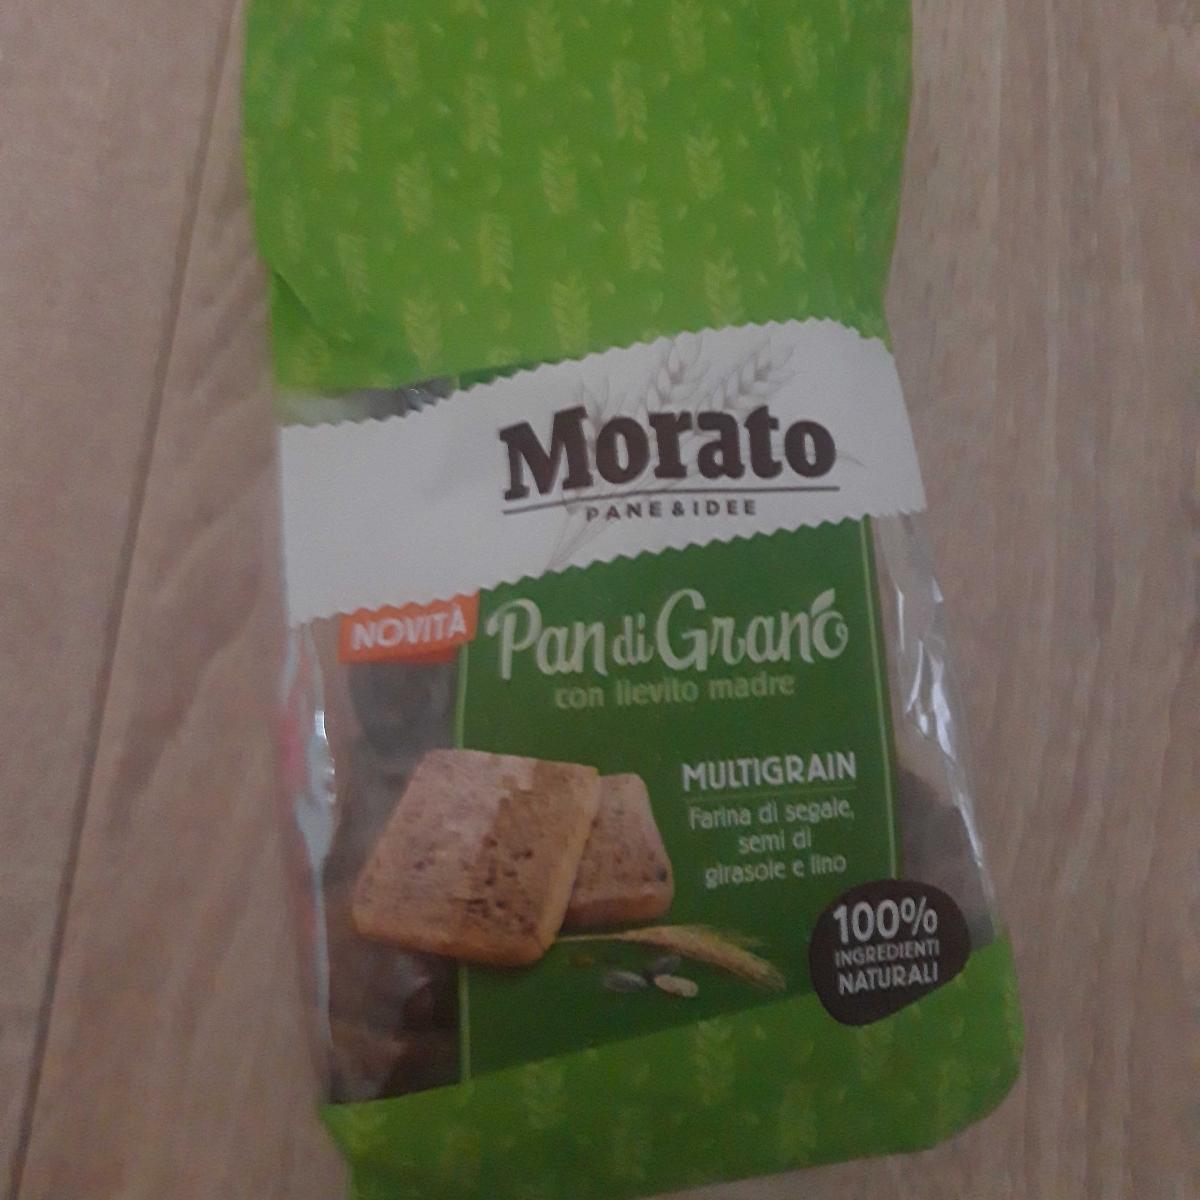 Morato
PANE & IDEE
NOVITÀ
Pan di Grano
con lievito madre
MULTIGRAIN
Farina di segale,
semi di
girasole e lino
100%
INGREDIENTI
NATURALI